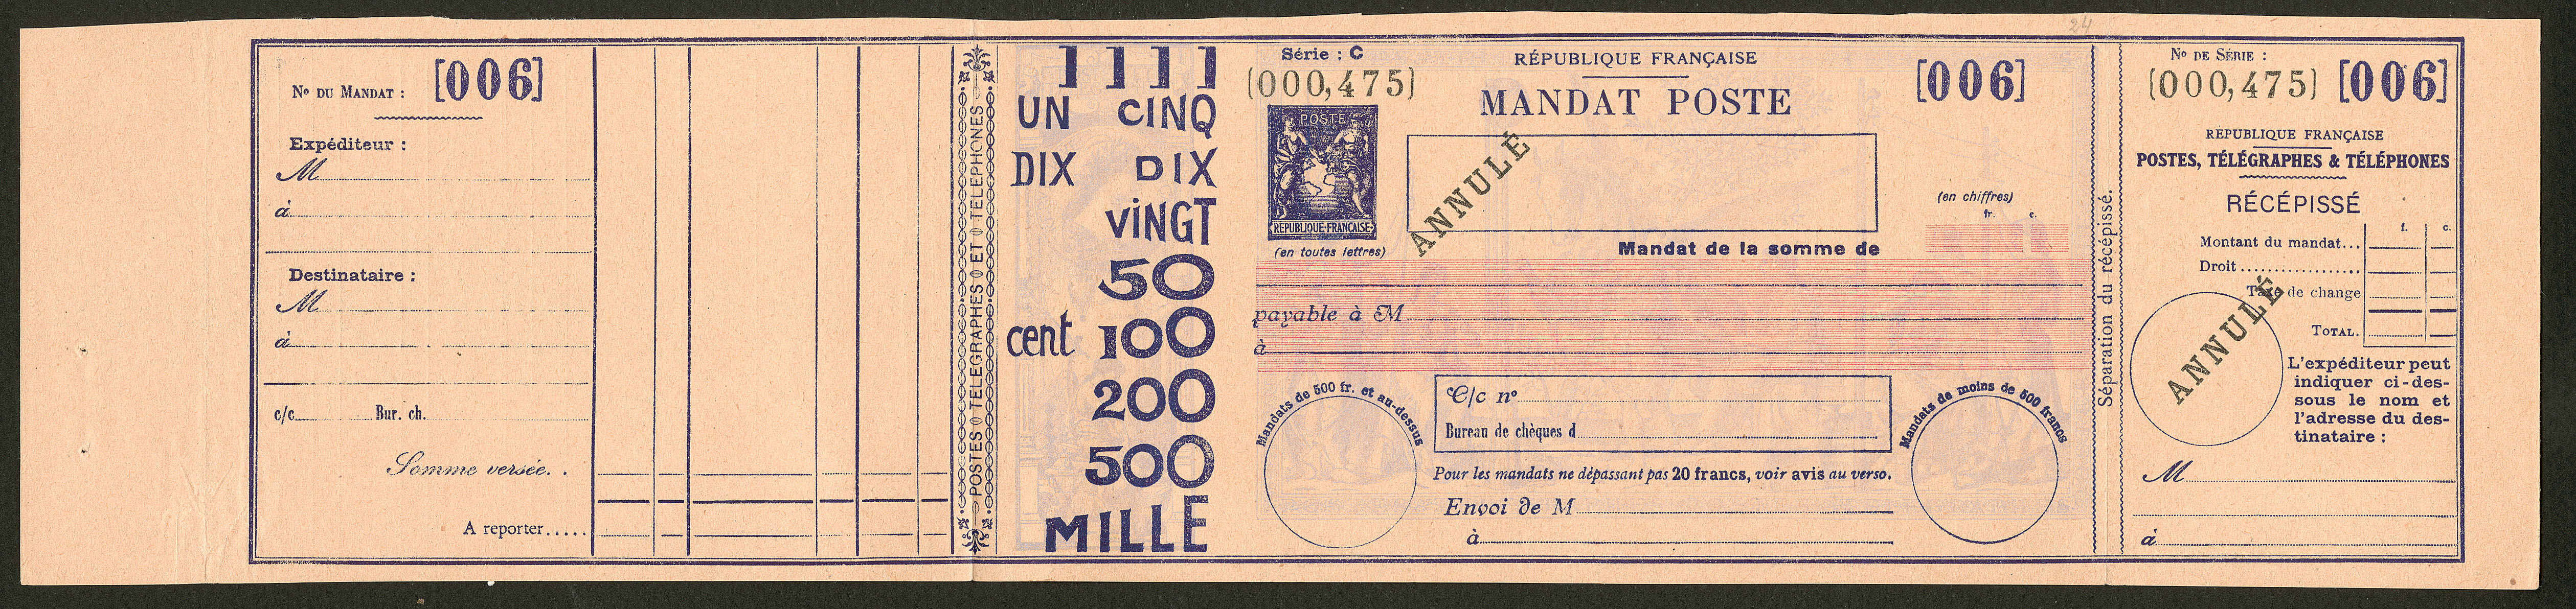 Nº DU MANDAT :
[006]
Expéditeur :
M
à
Destinataire :
M
à
c/c Bur. ch.
Somme versée. .
A reporter.....
POSTES ET TELEGRAPHES ET TELEPHONES
] ] ] ]
UN CINQ
DIX DIX
VINGT
50
cent 100
200
500
MILLE
24
Série : C
[000,475]
POSTE
REPUBLIQUE-FRANÇAISE
(en toutes lettres)
RÉPUBLIQUE FRANÇAISE
MANDAT POSTE
[006]
ANNULÉ
(en chiffres)
fr. c.
Mandat de la somme de
payable à M
à
Mandats de 500 fr. et au-dessus
C/c nº
Bureau de chèques d
Pour les mandats ne dépassant pas 20 francs, voir avis au verso.
Envoi de M
à
Mandats de moins de 500 francs
Séparation du récépissé.
Nº DE SÉRIE :
[000,475] [006]
RÉPUBLIQUE FRANÇAISE
POSTES, TÉLÉGRAPHES & TÉLÉPHONES
RÉCÉPISSÉ
f. c.
Montant du mandat...
Droit
Taxe de change
TOTAL.
ANNULÉ
L'expéditeur peut
indiquer ci-des-
sous le nom et
l'adresse du des-
tinataire :
M
à